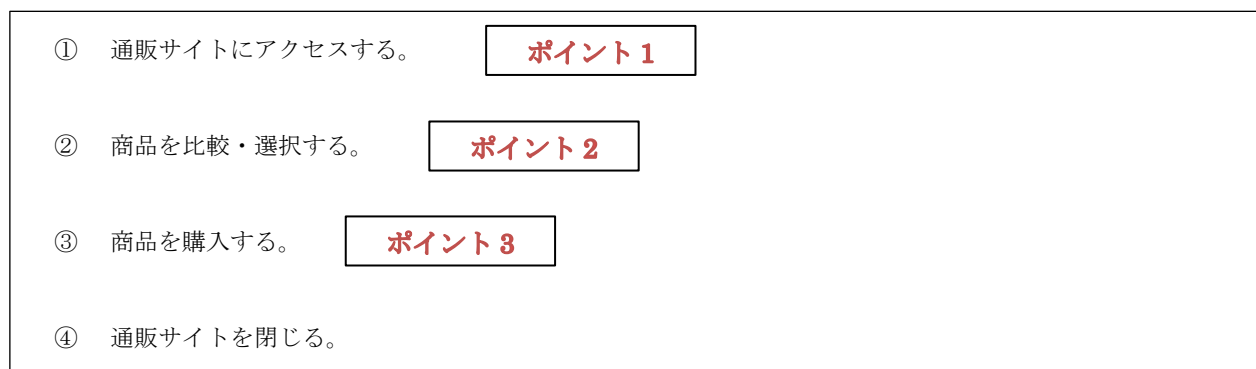 ① 通販サイトにアクセスする。 ポイント 1
② 商品を比較・選択する。 ポイント 2
③ 商品を購入する。 ポイント 3
④ 通販サイトを閉じる。